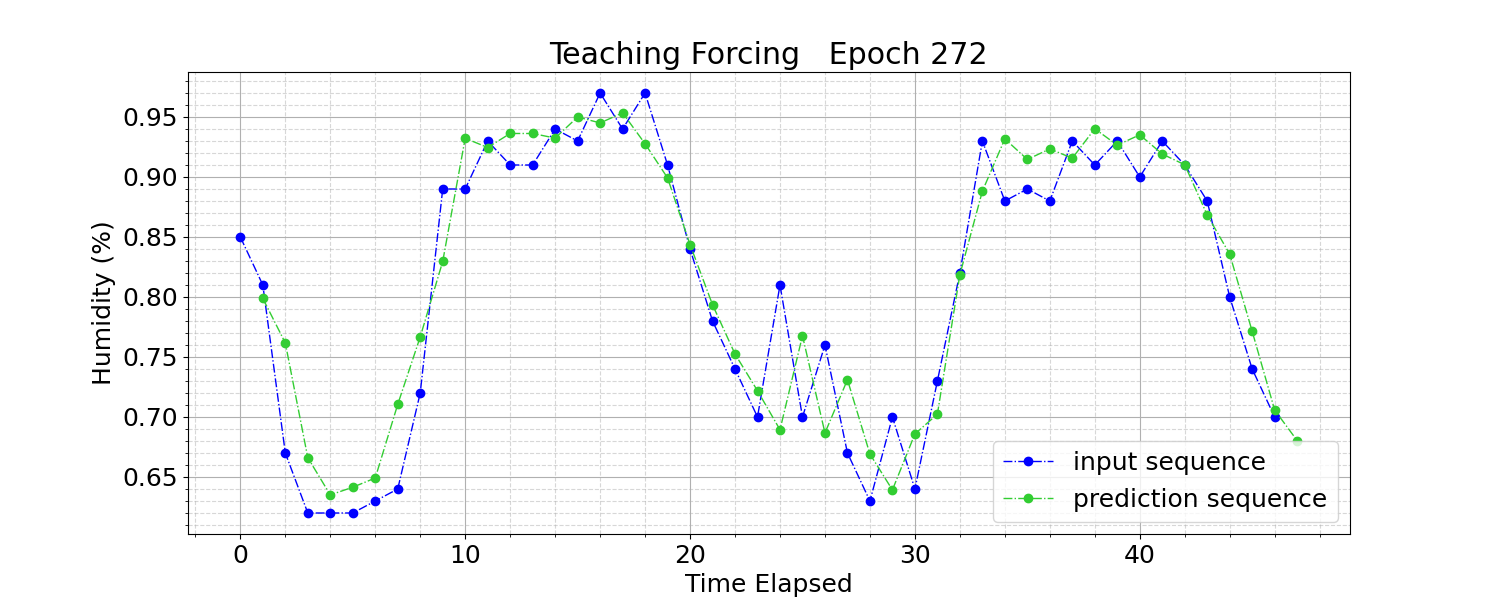 Teaching Forcing   Epoch 272
Humidity (%)
0.95
0.90
0.85
0.80
0.75
0.70
0.65
input sequence
prediction sequence
0 10 20 30 40
Time Elapsed